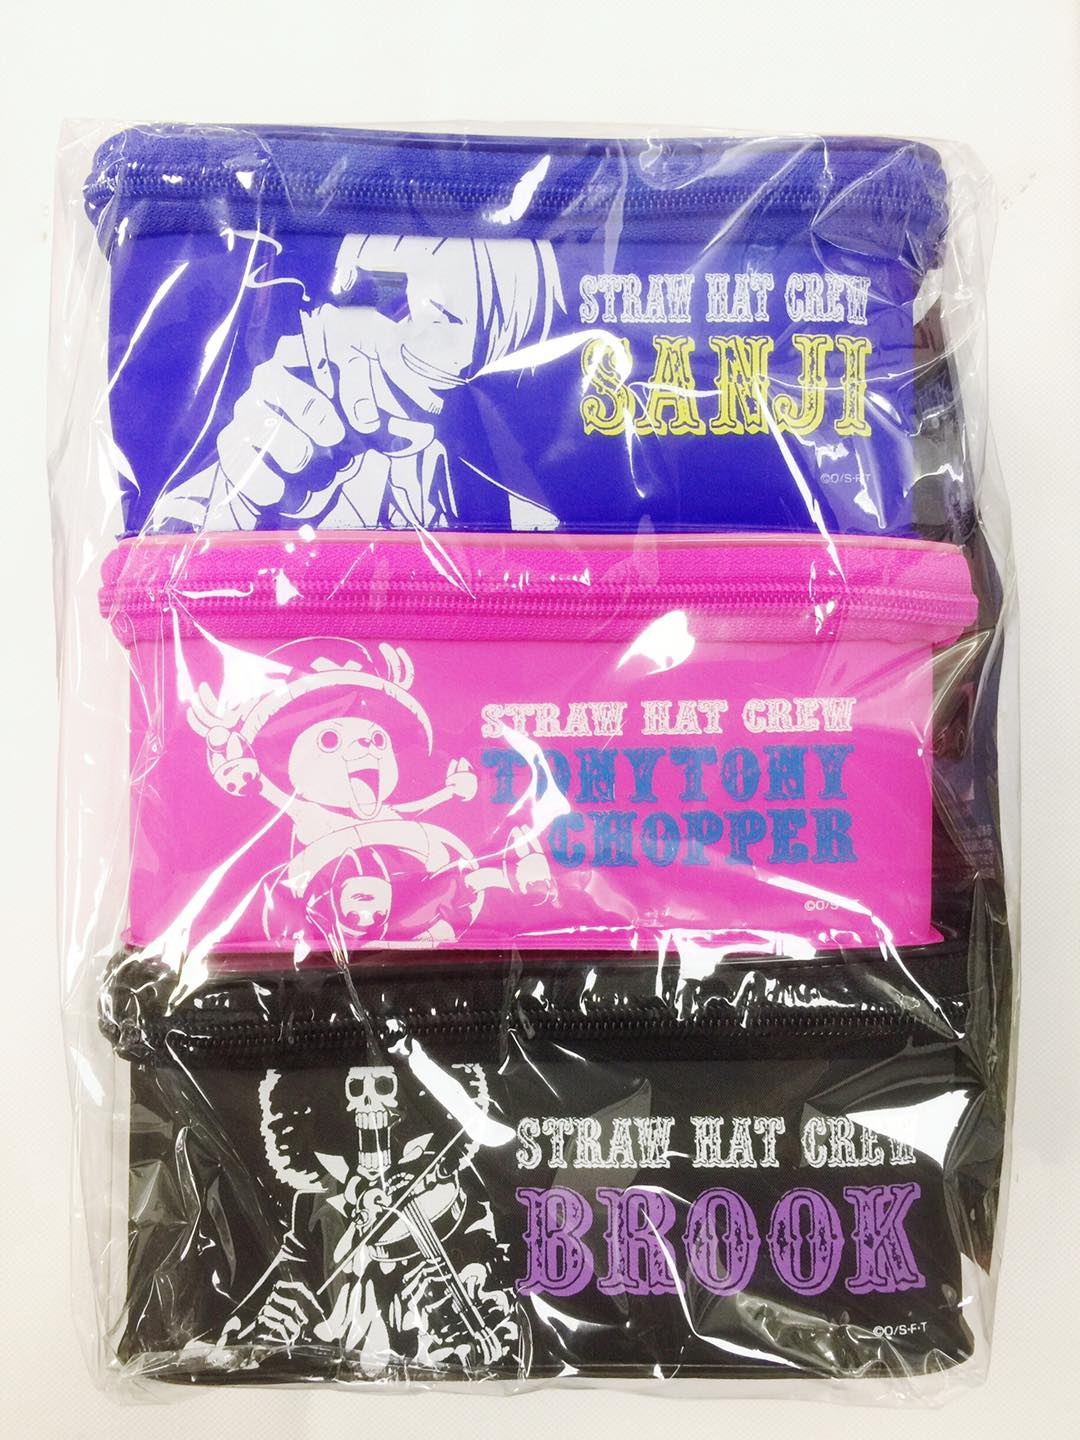 STRAW HAT CREW
SANJI
©O/S·F·T
STRAW HAT CREW
TONYTONY
CHOPPER
STRAW HAT CREW
BROOK
©O/S·F·T